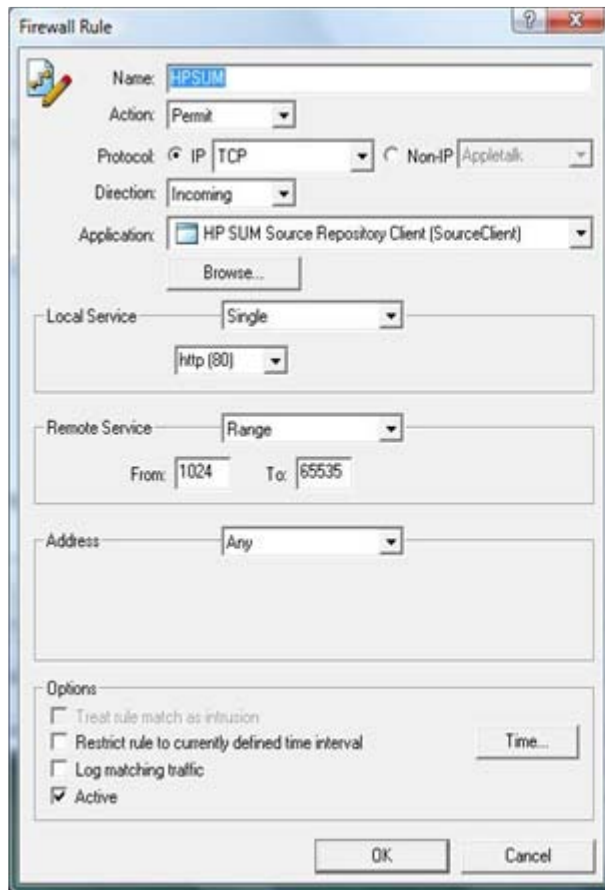 Firewall Rule
?
Name: HPSUM
Action: Permit
Protocol: IP TCP Non-IP Appletalk
Direction: Incoming
Application: HP SUM Source Repository Client (SourceClient)
Browse...
Local Service Single
http (80)
Remote Service Range
From: 1024 To: 65535
Address Any
Options
Treat rule match as intrusion
Restrict rule to currently defined time interval Time...
Log matching traffic
Active
OK Cancel